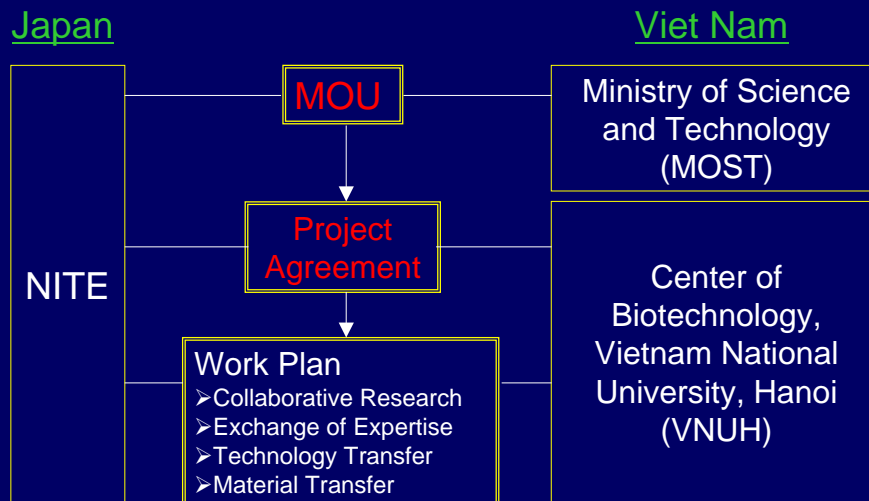 Japan
Viet Nam
NITE
MOU
Ministry of Science
and Technology
(MOST)
Project
Agreement
Center of
Biotechnology,
Vietnam National
University, Hanoi
(VNUH)
Work Plan
➢Collaborative Research
➢Exchange of Expertise
➢Technology Transfer
➢Material Transfer